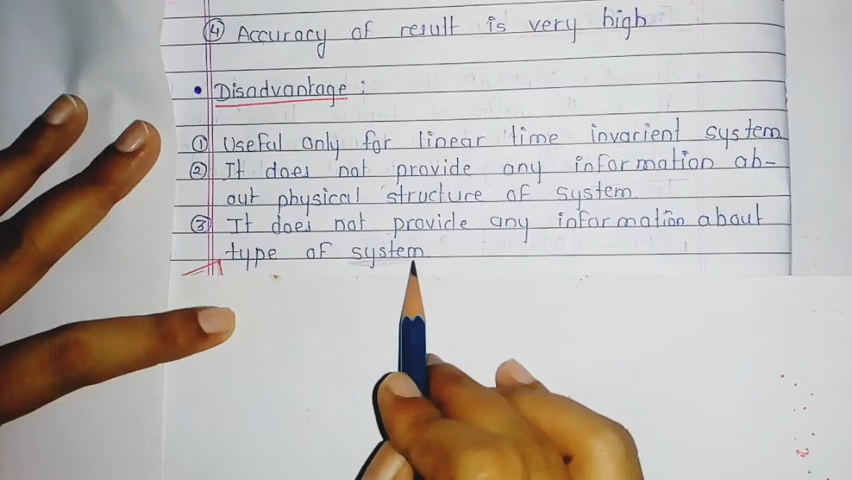 ④ Accuracy of result is very high
• Disadvantage :
① Useful only for linear time invarient system
② It does not provide any information ab-
out physical structure of system.
③ It does not provide any information about
type of system.